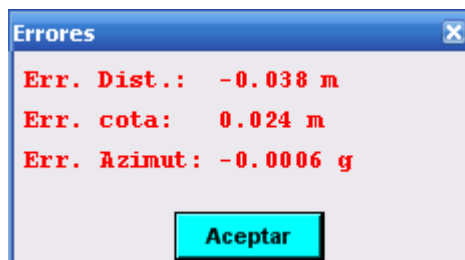 Errores
Err. Dist.: -0.038 m
Err. cota: 0.024 m
Err. Azimut: -0.0006 g
Aceptar